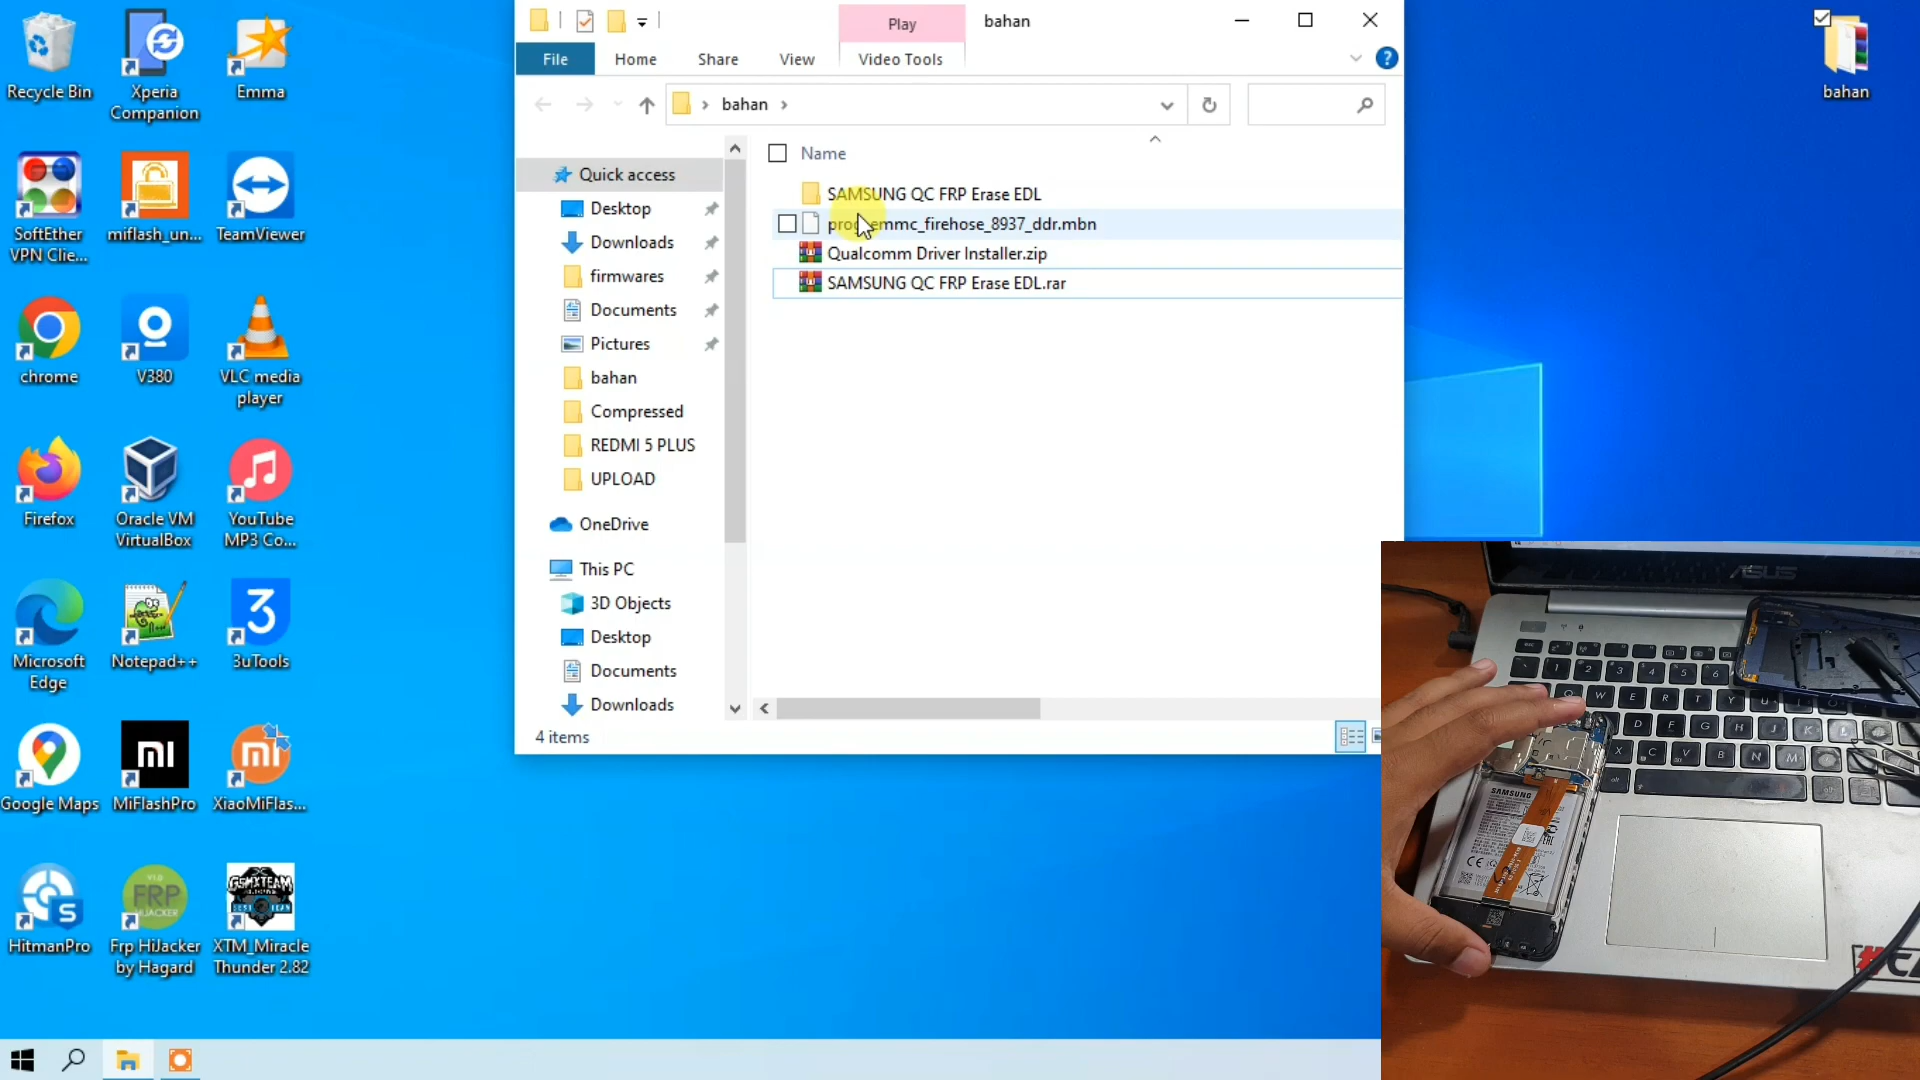 Play
bahan
File
Home
Share
View
Video Tools
bahan
Name
Quick access
Desktop
Downloads
firmwares
Documents
Pictures
bahan
Compressed
REDMI 5 PLUS
UPLOAD
OneDrive
This PC
3D Objects
Desktop
Documents
Downloads
SAMSUNG QC FRP Erase EDL
Qualcomm Driver Installer.zip
SAMSUNG QC FRP Erase EDL.rar
4 items
Recycle Bin
Xperia
Companion
Emma
SoftEther
VPN Clie...
miflash_un...
TeamViewer
chrome
V380
VLC media
player
Firefox
Oracle VM
VirtualBox
YouTube
MP3 Co...
Microsoft
Edge
Notepad++
3uTools
Google Maps
MiFlashPro
XiaoMiFlas...
HitmanPro
Frp HiJacker
by Hagard
XTM_Miracle
Thunder 2.82
bahan
ASUS
SAMSUNG